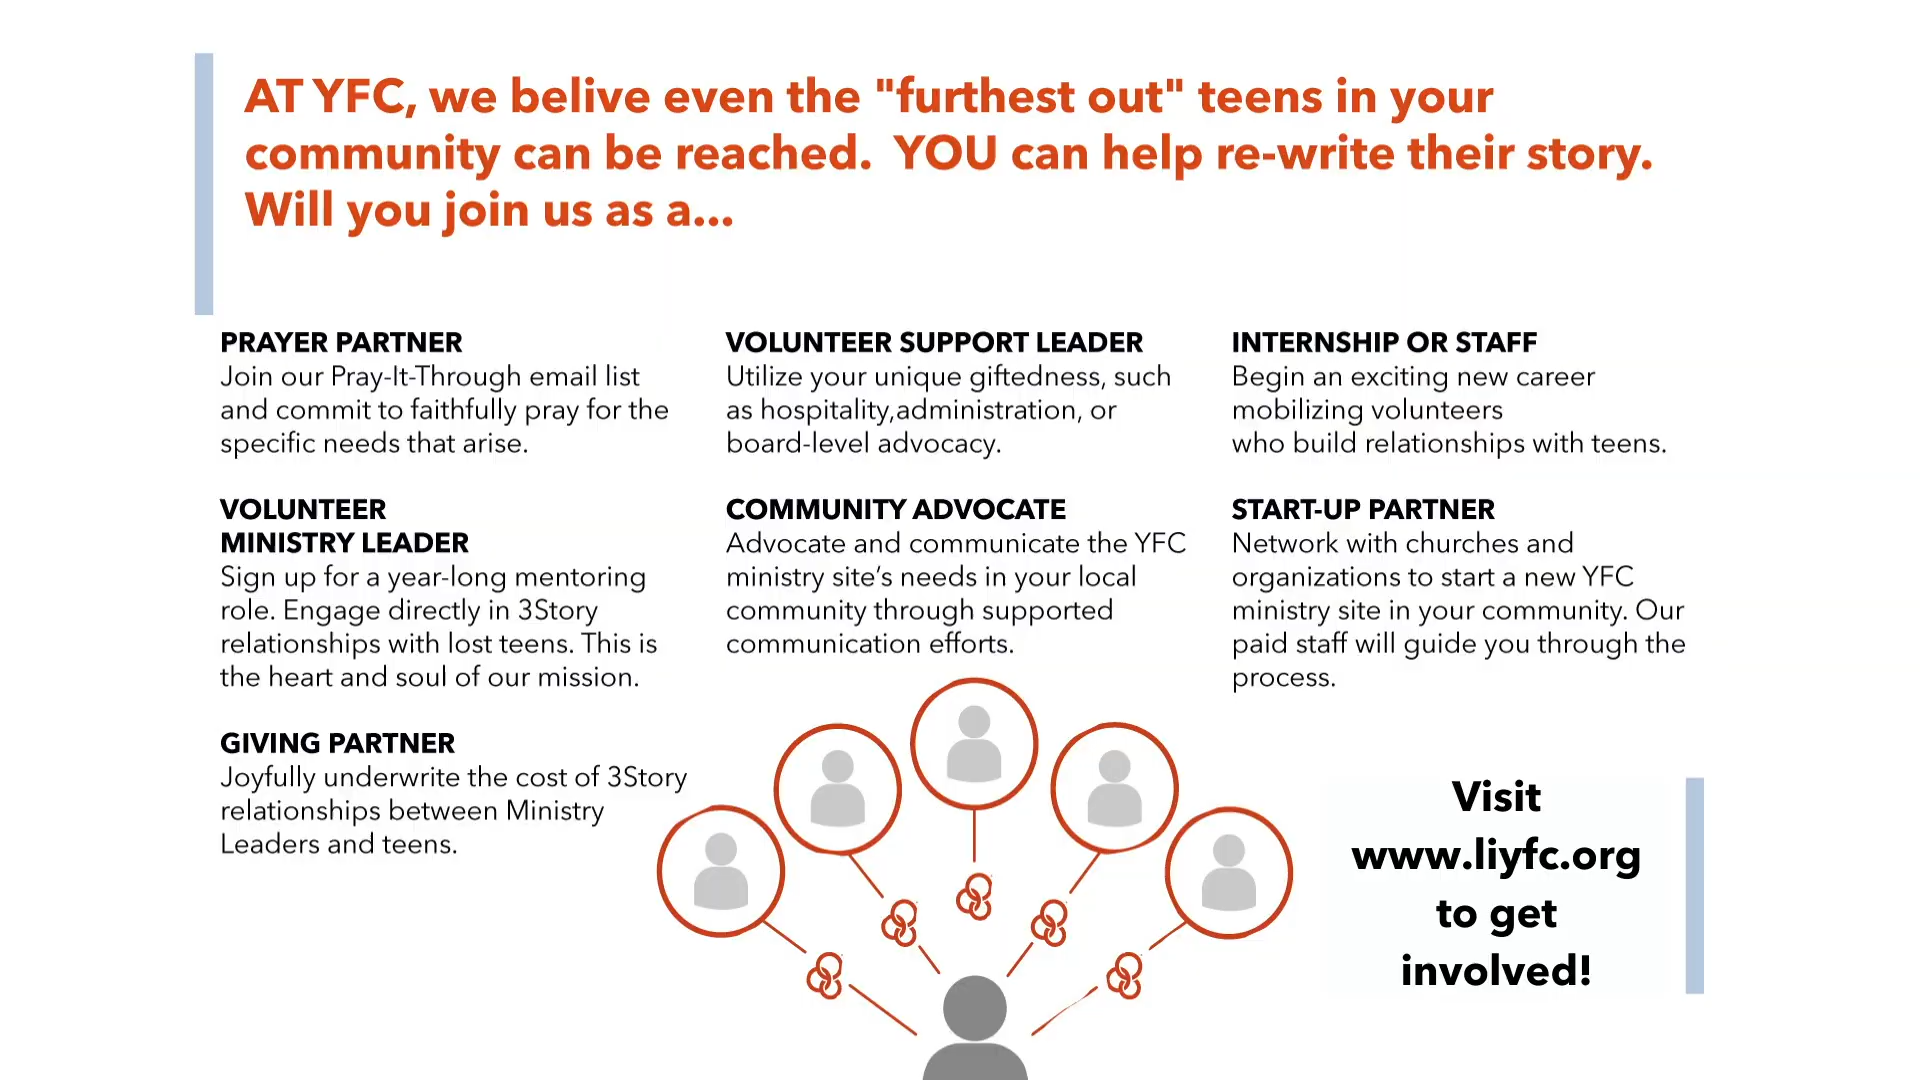 AT YFC, we belive even the "furthest out" teens in your
community can be reached.  YOU can help re-write their story.
Will you join us as a...
PRAYER PARTNER
Join our Pray-It-Through email list
and commit to faithfully pray for the
specific needs that arise.
VOLUNTEER
MINISTRY LEADER
Sign up for a year-long mentoring
role. Engage directly in 3Story
relationships with lost teens. This is
the heart and soul of our mission.
GIVING PARTNER
Joyfully underwrite the cost of 3Story
relationships between Ministry
Leaders and teens.
VOLUNTEER SUPPORT LEADER
Utilize your unique giftedness, such
as hospitality,administration, or
board-level advocacy.
COMMUNITY ADVOCATE
Advocate and communicate the YFC
ministry site’s needs in your local
community through supported
communication efforts.
INTERNSHIP OR STAFF
Begin an exciting new career
mobilizing volunteers
who build relationships with teens.
START-UP PARTNER
Network with churches and
organizations to start a new YFC
ministry site in your community. Our
paid staff will guide you through the
process.
Visit
www.liyfc.org
to get
involved!